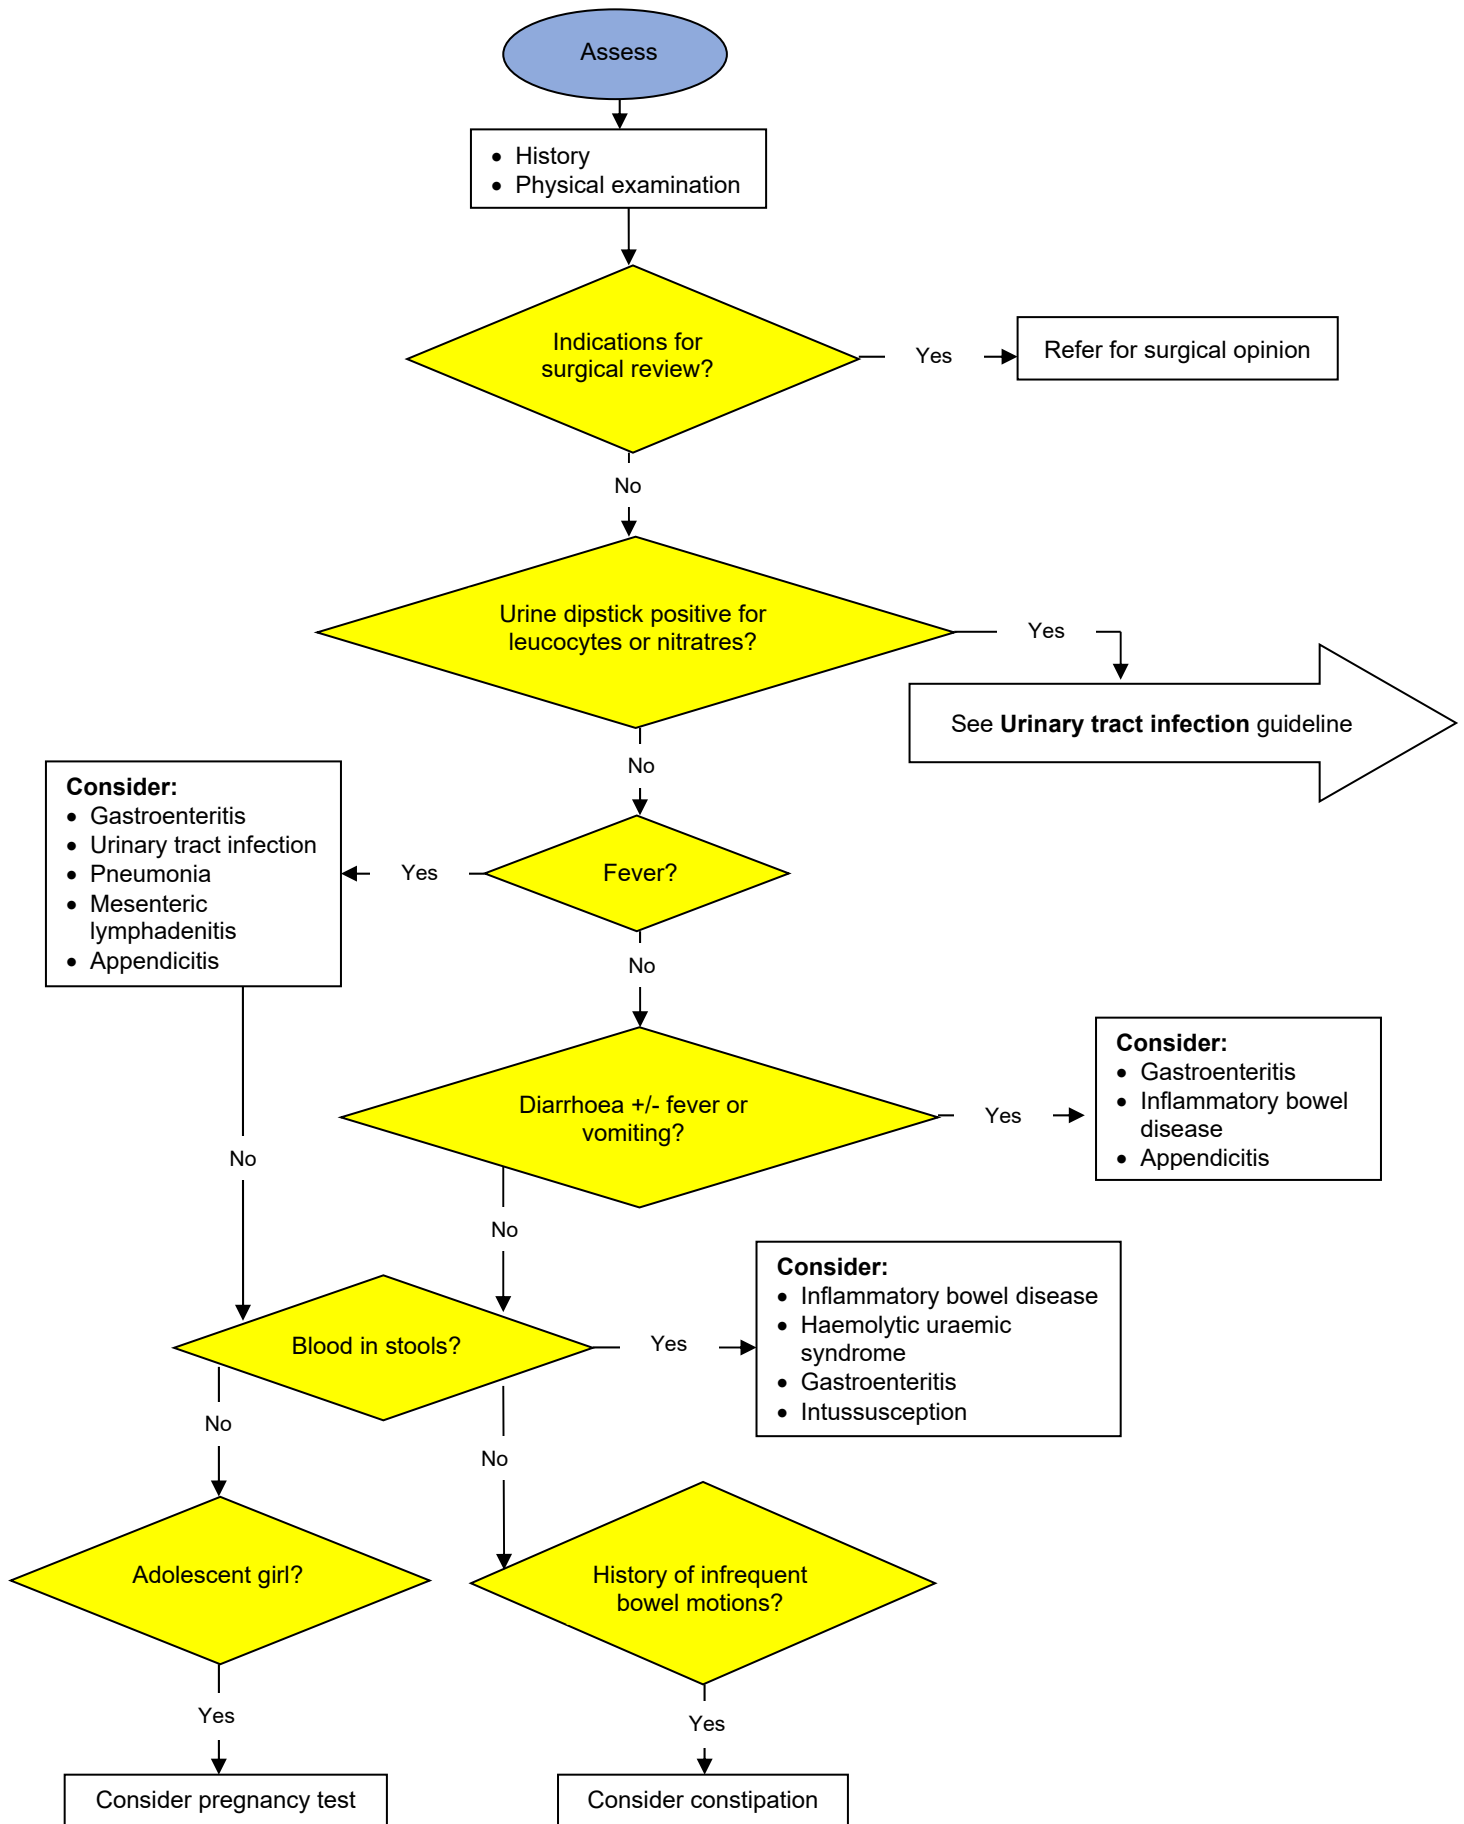 Assess
• History
• Physical examination
Indications for
surgical review?
Yes
Refer for surgical opinion
No
Urine dipstick positive for
leucocytes or nitratres?
Yes
See Urinary tract infection guideline
No
Consider:
• Gastroenteritis
• Urinary tract infection
• Pneumonia
• Mesenteric
lymphadenitis
• Appendicitis
Yes
Fever?
No
No
Diarrhoea +/- fever or
vomiting?
Yes
Consider:
• Gastroenteritis
• Inflammatory bowel
disease
• Appendicitis
No
Blood in stools?
Yes
Consider:
• Inflammatory bowel disease
• Haemolytic uraemic
syndrome
• Gastroenteritis
• Intussusception
No
No
Adolescent girl?
History of infrequent
bowel motions?
Yes
Yes
Consider pregnancy test
Consider constipation